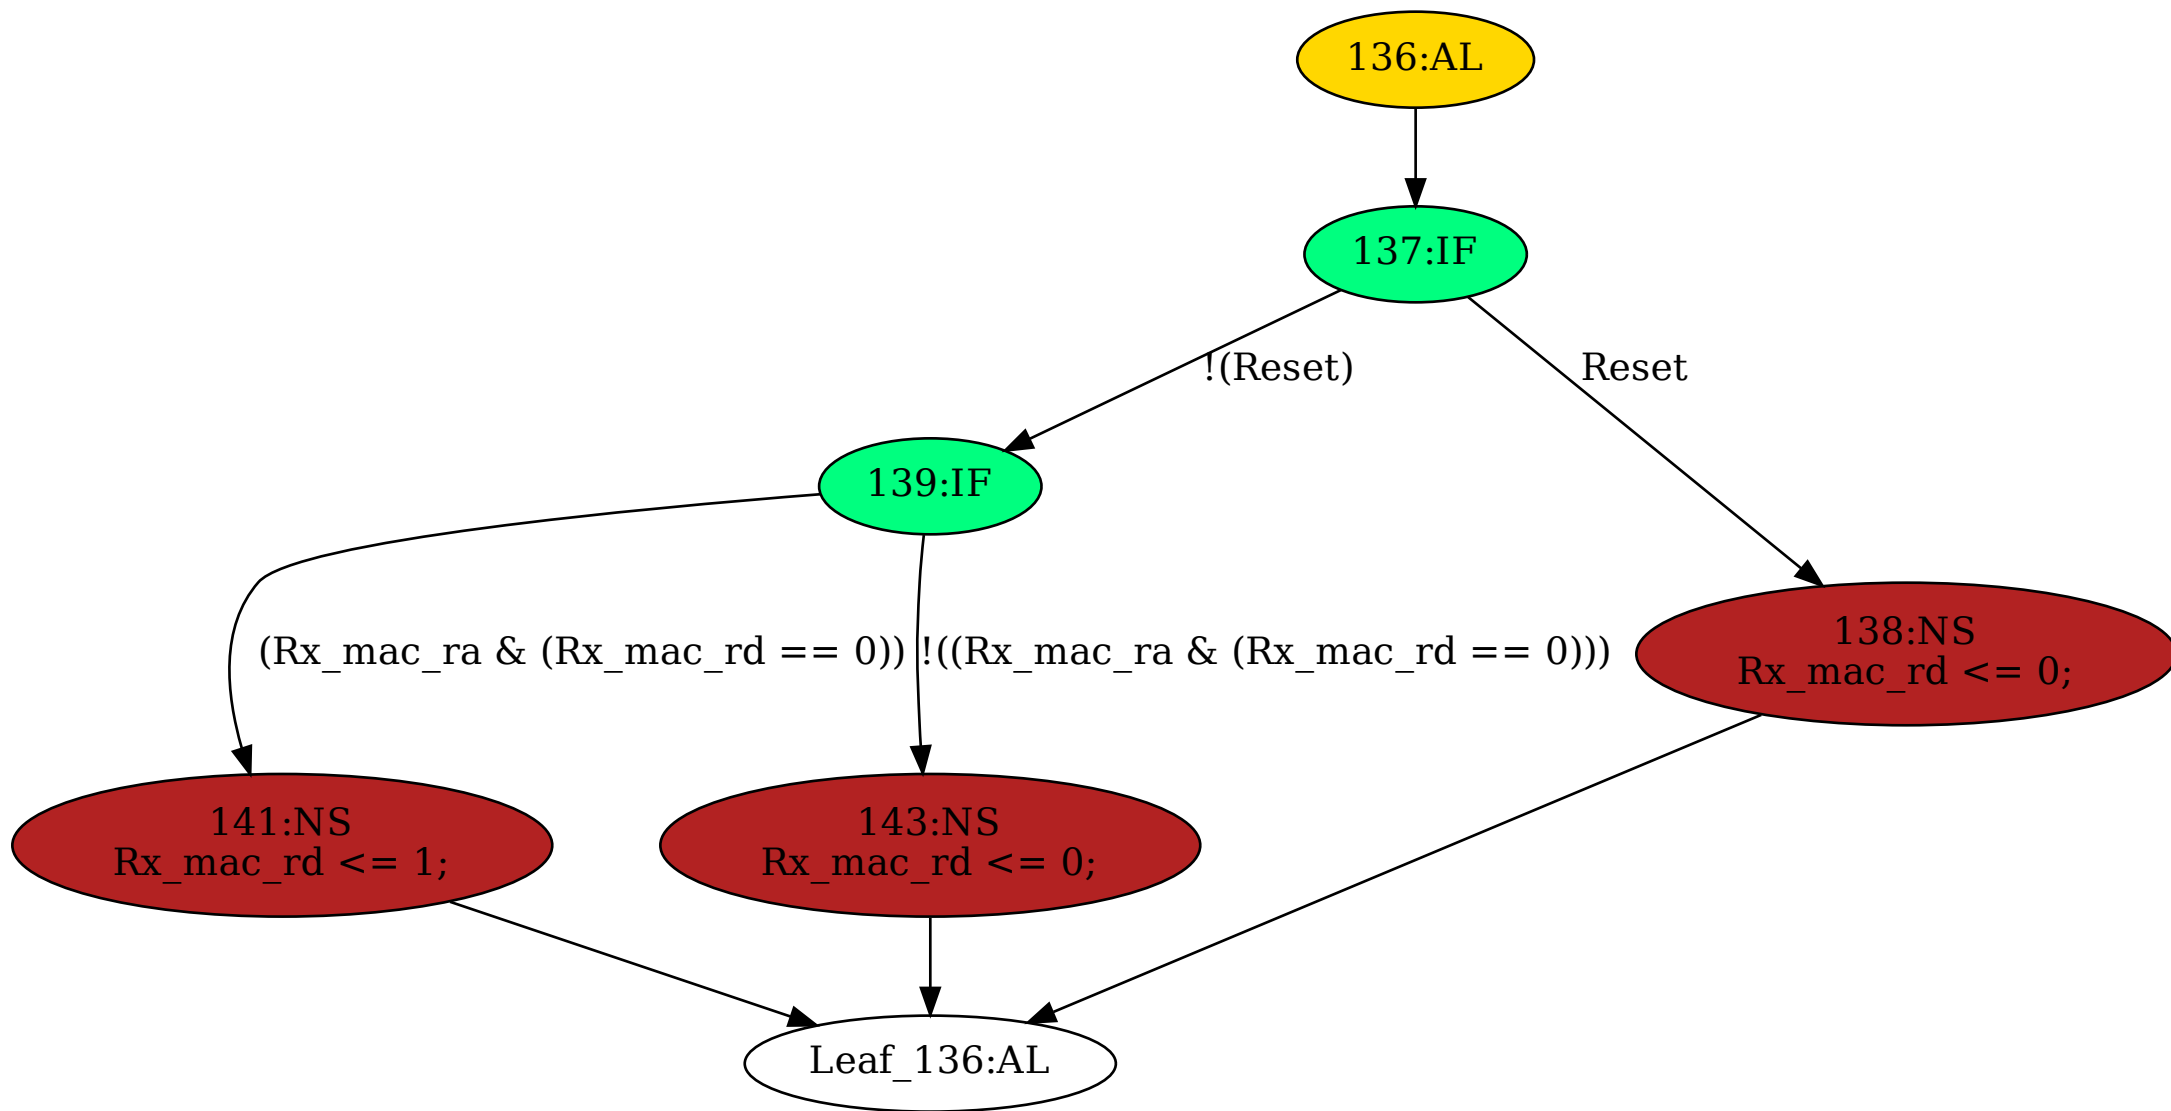 136:AL
137:IF
!(Reset)
Reset
139:IF
(Rx_mac_ra & (Rx_mac_rd == 0))
!((Rx_mac_ra & (Rx_mac_rd == 0)))
138:NS
Rx_mac_rd <= 0;
141:NS
Rx_mac_rd <= 1;
143:NS
Rx_mac_rd <= 0;
Leaf_136:AL